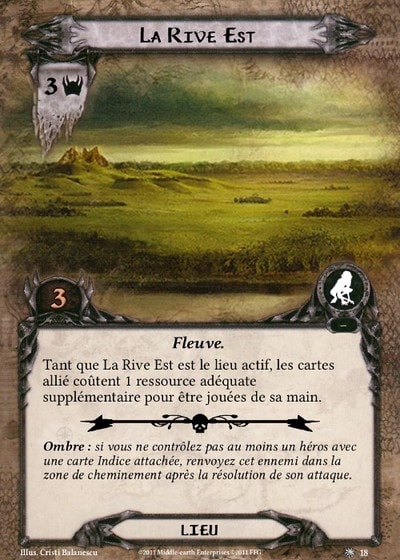 La Rive Est
3
3
–
Fleuve.
Tant que La Rive Est est le lieu actif, les cartes
allié coûtent 1 ressource adéquate
supplémentaire pour être jouées de sa main.
Ombre : si vous ne contrôlez pas au moins un héros avec
une carte Indice attachée, renvoyez cet ennemi dans la
zone de cheminement après la résolution de son attaque.
LIEU
Illus. Cristi Balanescu ©2011 Middle-earth Enterprises ©2011 FFG 18